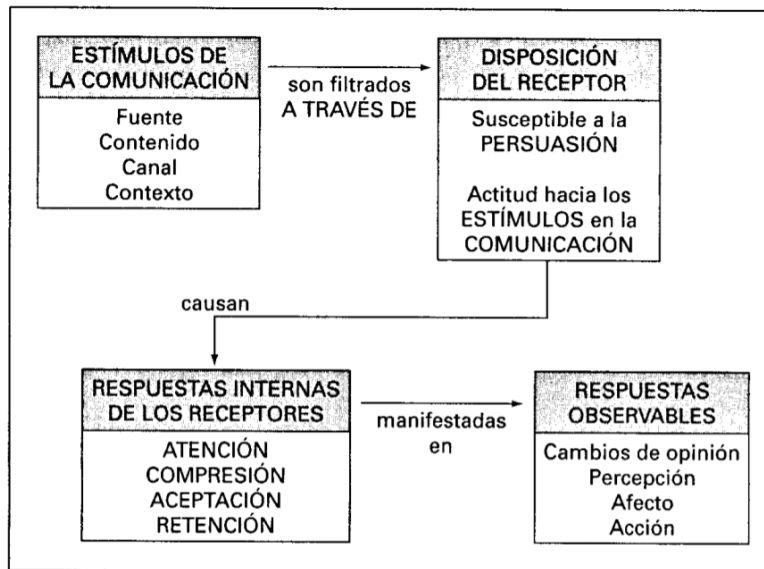 ESTÍMULOS DE
LA COMUNICACIÓN
Fuente
Contenido
Canal
Contexto
son filtrados
A TRAVÉS DE
DISPOSICIÓN
DEL RECEPTOR
Susceptible a la
PERSUASIÓN
Actitud hacia los
ESTÍMULOS en la
COMUNICACIÓN
causan
RESPUESTAS INTERNAS
DE LOS RECEPTORES
ATENCIÓN
COMPRESIÓN
ACEPTACIÓN
RETENCIÓN
manifestadas
en
RESPUESTAS
OBSERVABLES
Cambios de opinión
Percepción
Afecto
Acción